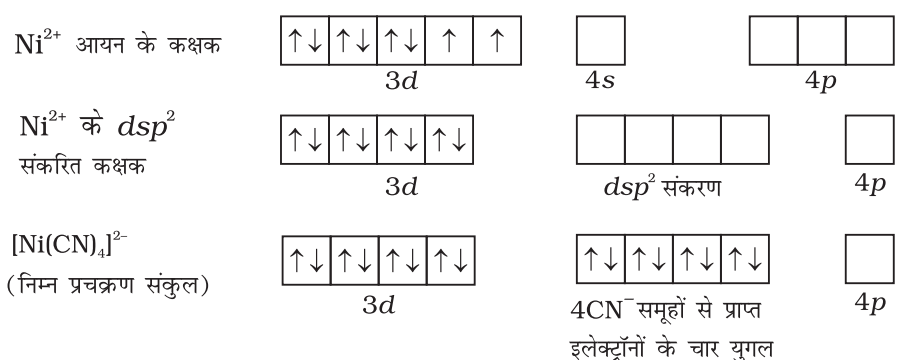 Ni²⁺ आयन के कक्षक ↑↓ ↑↓ ↑↓ ↑ ↑
3d 4s 4p
Ni²⁺ के dsp²
संकरित कक्षक ↑↓ ↑↓ ↑↓ ↑↓
3d dsp² संकरण 4p
[Ni(CN)₄]²⁻
(निम्न प्रचक्रण संकुल) ↑↓ ↑↓ ↑↓ ↑↓ ↑↓ ↑↓ ↑↓ ↑↓
3d 4CN⁻ समूहों से प्राप्त 4p
इलेक्ट्रॉनों के चार युगल